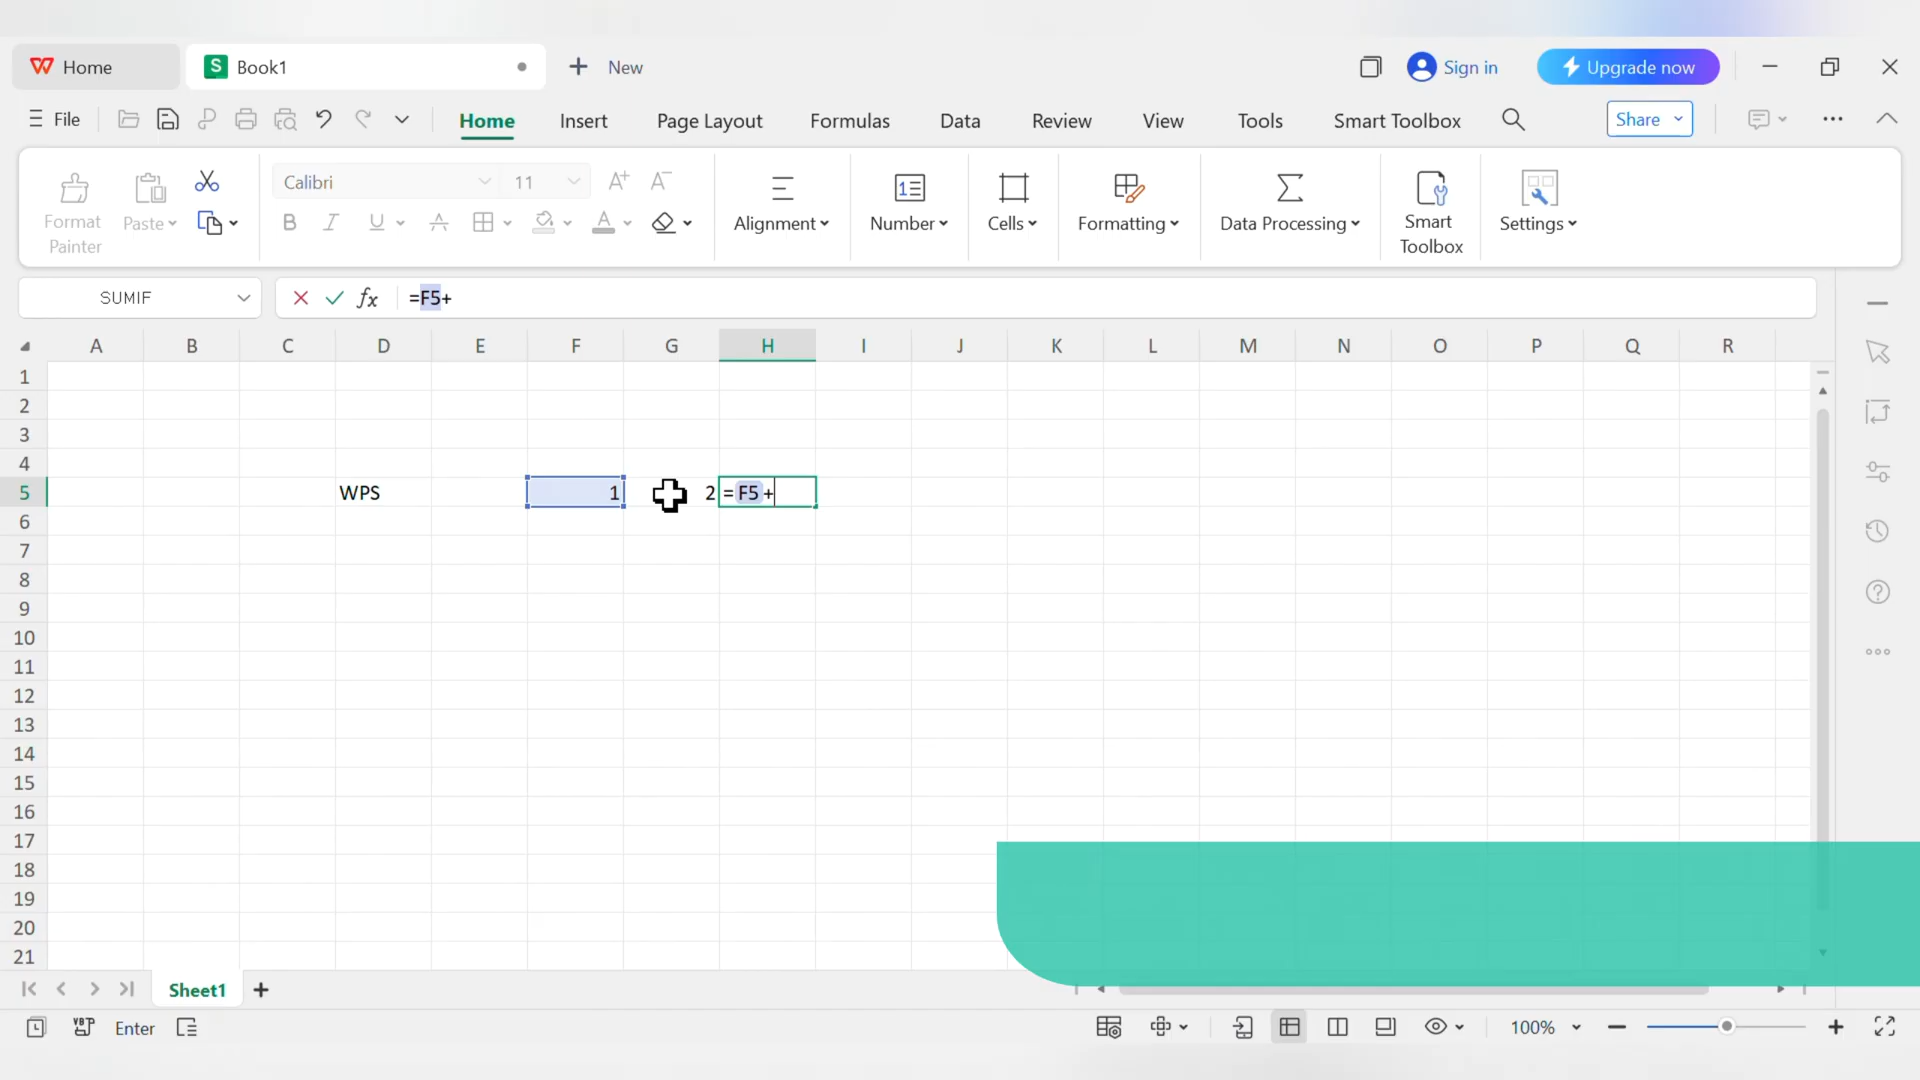 Home
S Book1
New
Sign in
Upgrade now
File
Home
Insert
Page Layout
Formulas
Data
Review
View
Tools
Smart Toolbox
Share
Format
Painter
Paste
Calibri
11
A+
A-
B
I
U
A
A
Alignment
Number
Cells
Formatting
Data Processing
Smart
Toolbox
Settings
SUMIF
fx
=F5+
A B C D E F G H I J K L M N O P Q R
1
2
3
4
5 WPS 1 2 =F5+
6
7
8
9
10
11
12
13
14
15
16
17
18
19
20
21
Sheet1
Enter
100%